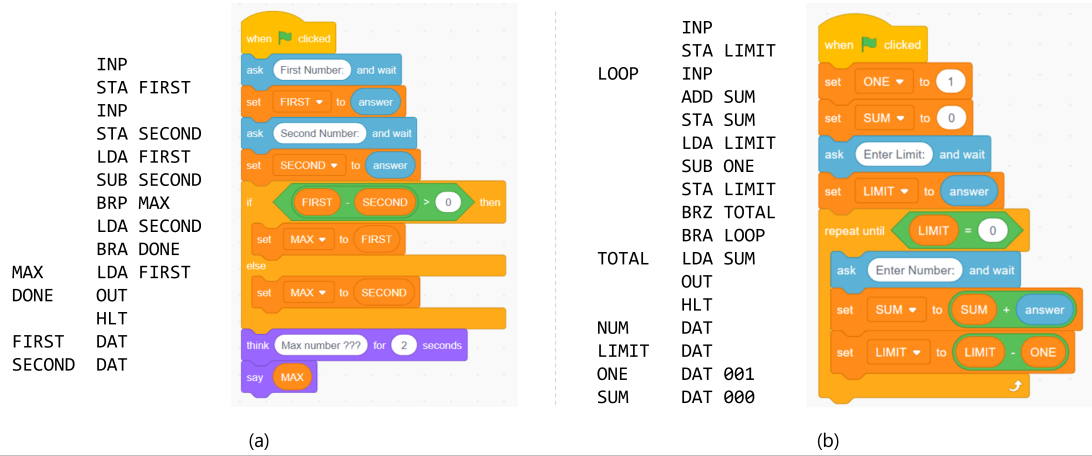 INP
STA FIRST
INP
STA SECOND
LDA FIRST
SUB SECOND
BRP MAX
LDA SECOND
BRA DONE
MAX LDA FIRST
DONE OUT
HLT
FIRST DAT
SECOND DAT
when clicked
ask First Number: and wait
set FIRST to answer
ask Second Number: and wait
set SECOND to answer
if FIRST - SECOND > 0 then
set MAX to FIRST
else
set MAX to SECOND
think Max number ??? for 2 seconds
say MAX
(a)
INP
STA LIMIT
LOOP INP
ADD SUM
STA SUM
LDA LIMIT
SUB ONE
STA LIMIT
BRZ TOTAL
BRA LOOP
TOTAL LDA SUM
OUT
HLT
NUM DAT
LIMIT DAT
ONE DAT 001
SUM DAT 000
when clicked
set ONE to 1
set SUM to 0
ask Enter Limit: and wait
set LIMIT to answer
repeat until LIMIT = 0
ask Enter Number: and wait
set SUM to SUM + answer
set LIMIT to LIMIT - ONE
(b)